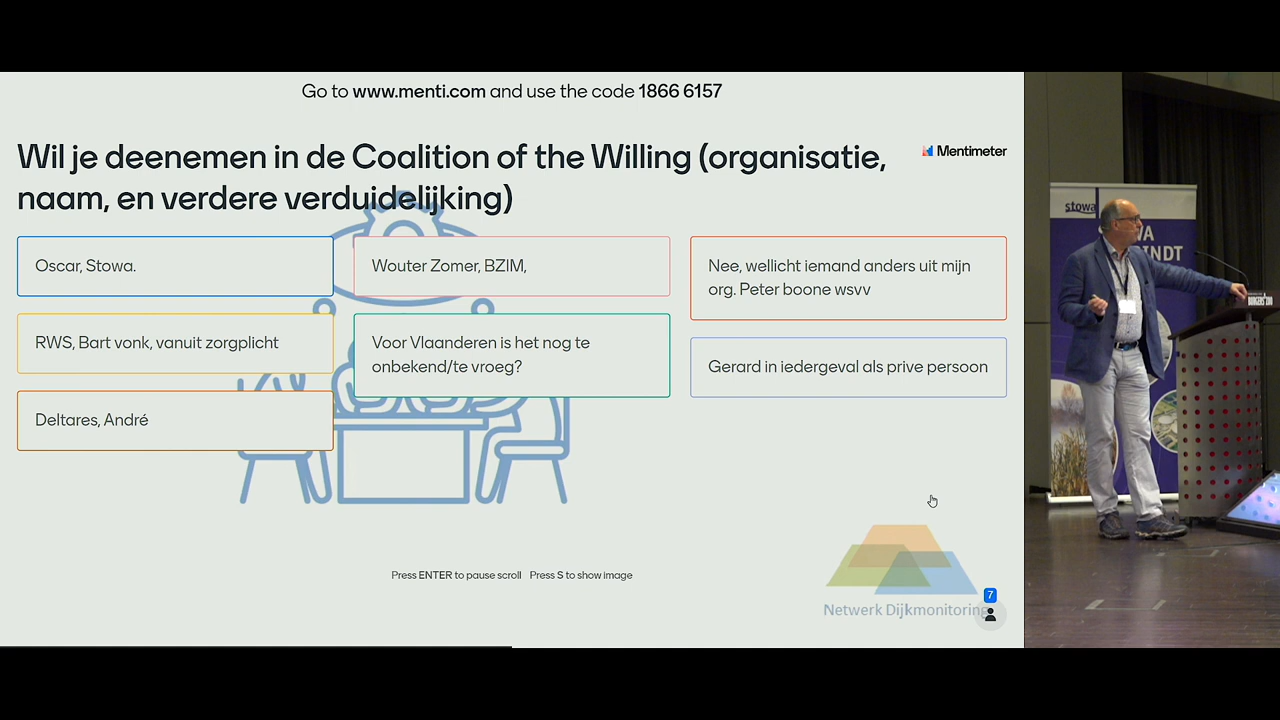 Go to www.menti.com and use the code 1866 6157
Wil je deenemen in de Coalition of the Willing (organisatie,
naam, en verdere verduidelijking)
Mentimeter
Oscar, Stowa.
RWS, Bart vonk, vanuit zorgplicht
Deltares, André
Wouter Zomer, BZIM,
Voor Vlaanderen is het nog te
onbekend/te vroeg?
Nee, wellicht iemand anders uit mijn
org. Peter boone wsvv
Gerard in iedergeval als prive persoon
Press ENTER to pause scroll Press S to show image
Netwerk Dijkmonitoring
7
stowa
WA
INDT
BURGERS' ZOO